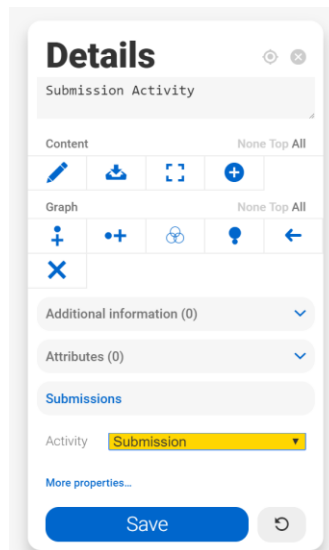 Details
Submission Activity
Content None Top All
Graph None Top All
Additional information (0)
Attributes (0)
Submissions
Activity Submission
More properties...
Save